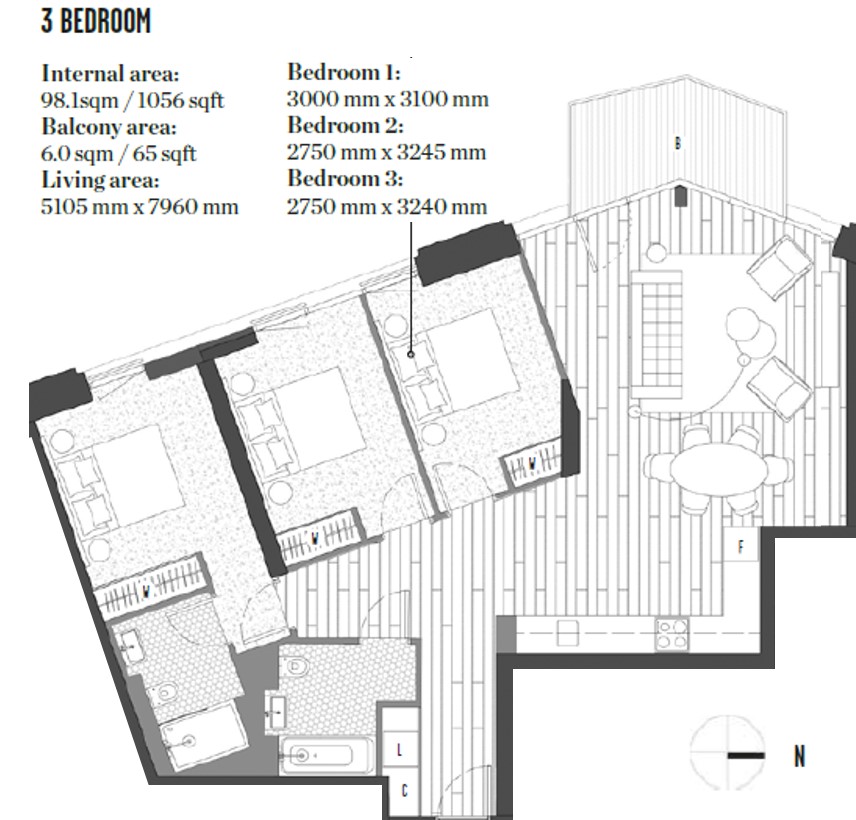 3 BEDROOM
Internal area:
98.1sqm / 1056 sqft
Balcony area:
6.0 sqm / 65 sqft
Living area:
5105 mm x 7960 mm
Bedroom 1:
3000 mm x 3100 mm
Bedroom 2:
2750 mm x 3245 mm
Bedroom 3:
2750 mm x 3240 mm
B
W
W
F
W
L
C
N